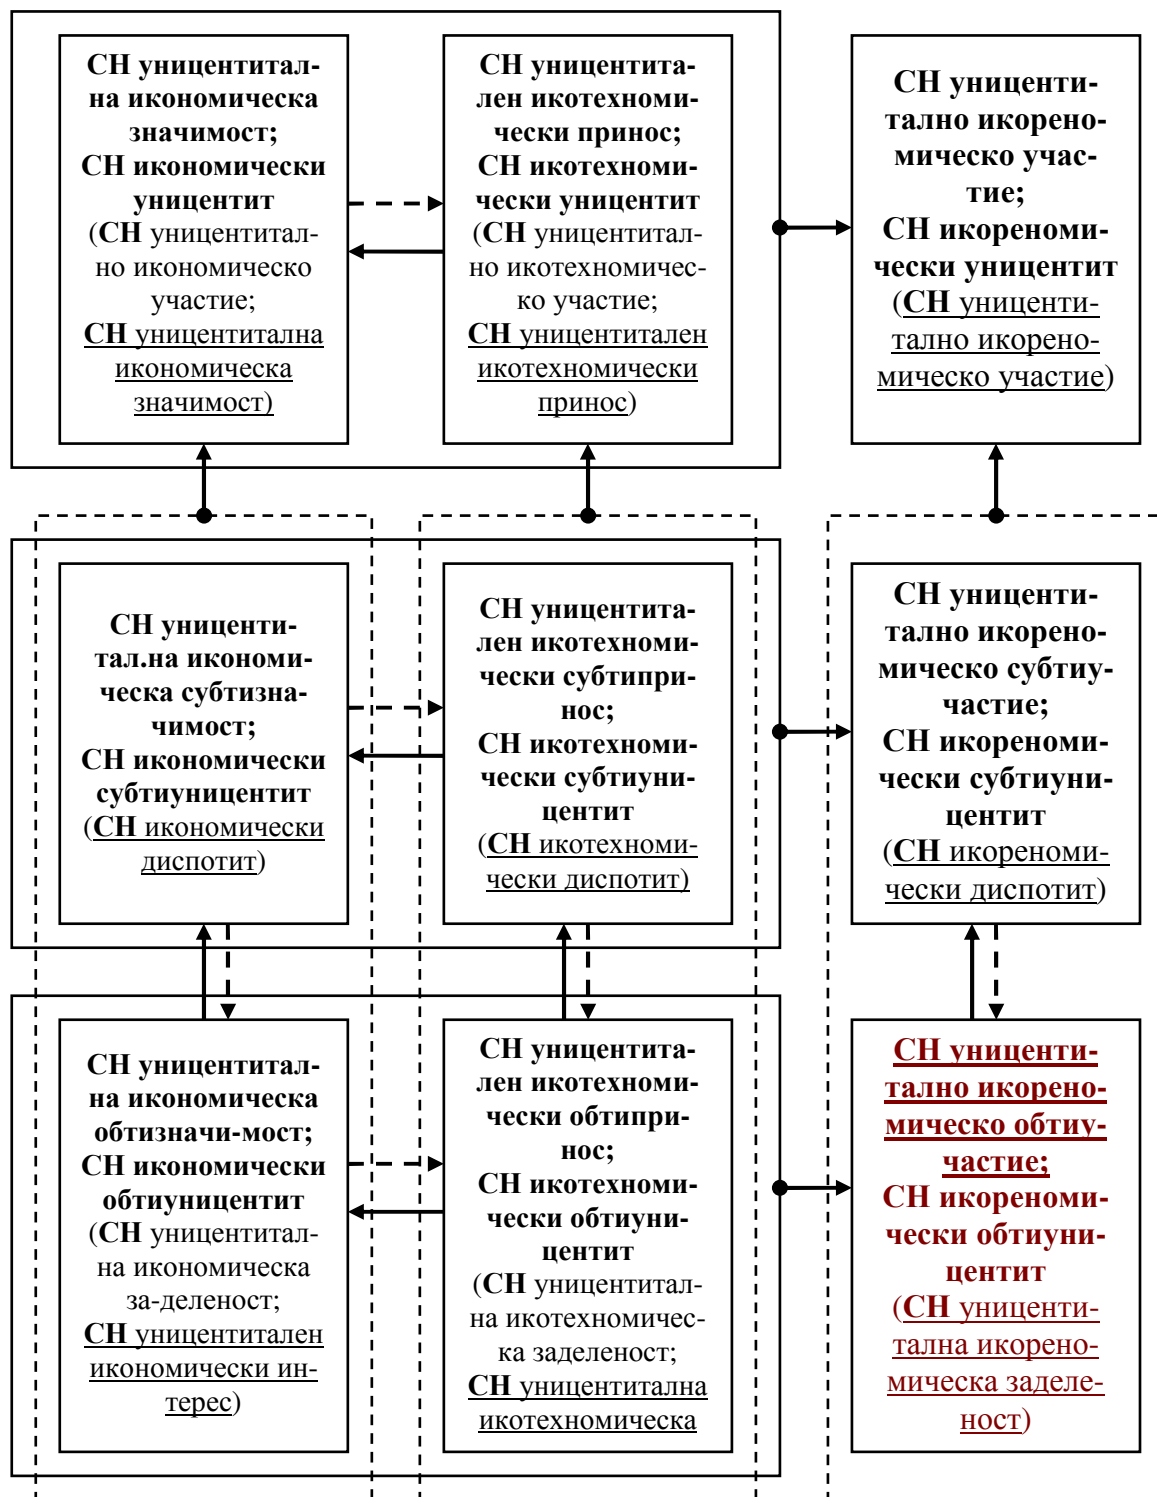 СН уницентитал-
на икономическа
значимост;
СН икономически
уницентит
(СН уницентитал-
но икономическо
участие;
СН уницентитална
икономическа
значимост)
СН уницентита-
лен икотехноми-
чески принос;
СН икотехноми-
чески уницентит
(СН уницентитал-
но икотехномичес-
ко участие;
СН уницентитален
икотехномически
принос)
СН униценти-
тално икорено-
мическо учас-
тие;
СН икореноми-
чески уницентит
(СН униценти-
тално икорено-
мическо участие)
СН униценти-
тал.на икономи-
ческа субтизна-
чимост;
СН икономически
субтиуницентит
(СН икономически
диспотит)
СН уницентита-
лен икотехноми-
чески субтипри-
нос;
СН икотехноми-
чески субтиуни-
центит
(СН икотехноми-
чески диспотит)
СН униценти-
тално икорено-
мическо субтиу-
частие;
СН икореноми-
чески субтиуни-
центит
(СН икореноми-
чески диспотит)
СН уницентитал-
на икономическа
обтизначи-мост;
СН икономически
обтиуницентит
(СН уницентитал-
на икономическа
за-деленост;
СН уницентитален
икономически ин-
терес)
СН уницентита-
лен икотехноми-
чески обтипри-
нос;
СН икотехноми-
чески обтиуни-
центит
(СН уницентитал-
на икотехномичес-
ка заделеност;
СН уницентитална
икотехномическа
СН униценти-
тално икорено-
мическо обтиу-
частие;
СН икореноми-
чески обтиуни-
центит
(СН униценти-
тална икорено-
мическа заделе-
ност)